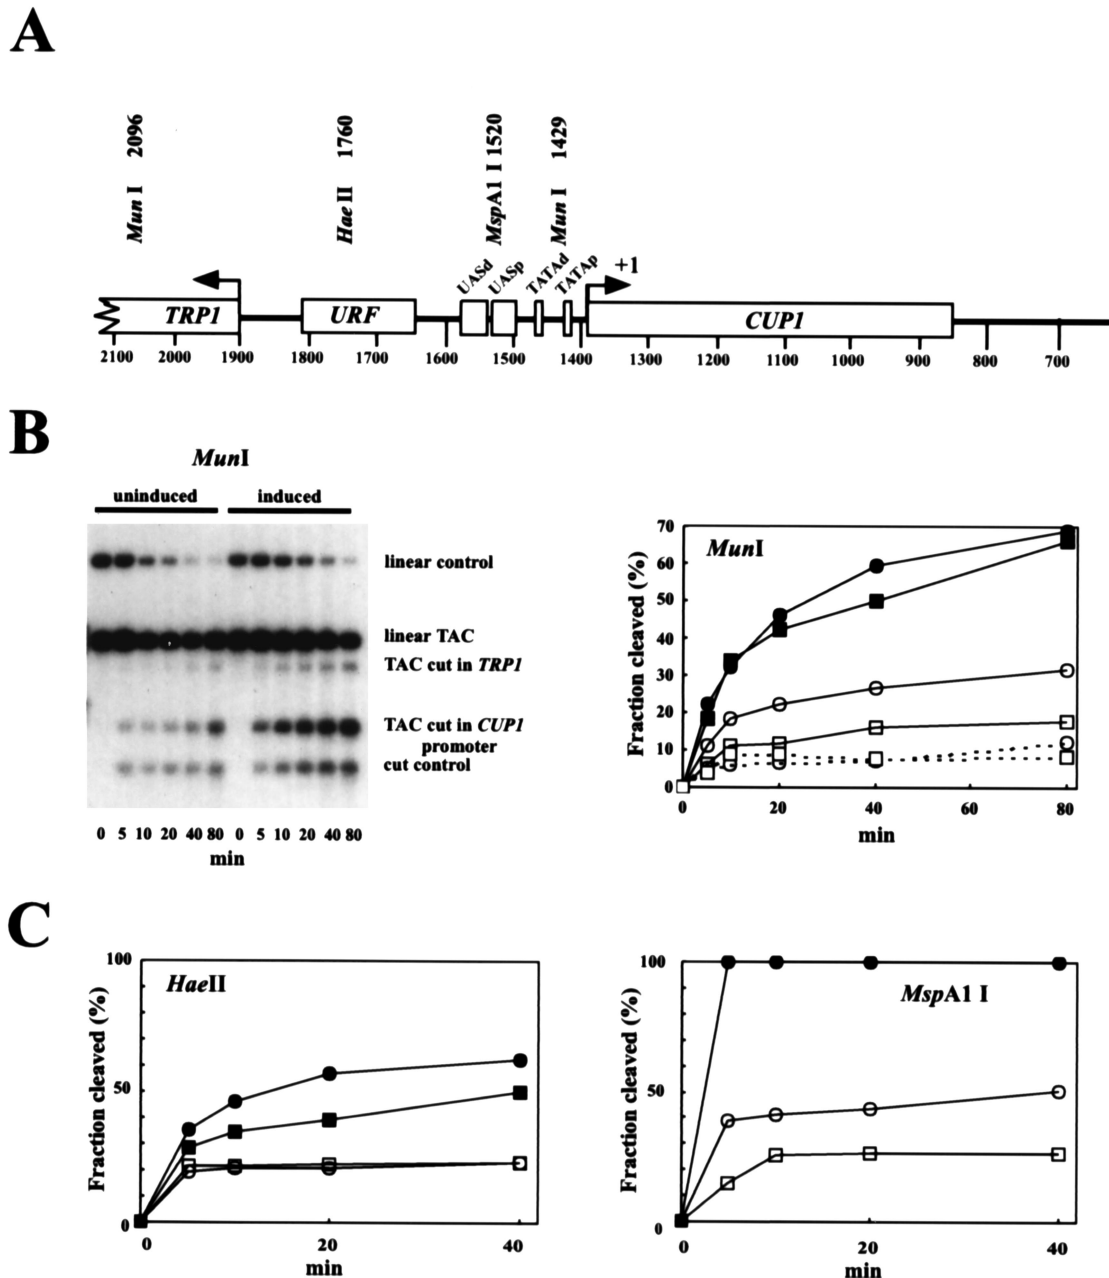 A
Mun I 2096
Hae II 1760
MspA1 I 1520
Mun I 1429
UASd
UASp
TATAd
TATAp
+1
TRP1
URF
CUP1
2100 2000 1900 1800 1700 1600 1500 1400 1300 1200 1100 1000 900 800 700
B
MunI
uninduced induced
linear control
linear TAC
TAC cut in TRP1
TAC cut in CUP1
promoter
cut control
0 5 10 20 40 80 0 5 10 20 40 80
min
MunI
Fraction cleaved (%)
70
60
50
40
30
20
10
0
0 20 40 60 80
min
C
HaeII
Fraction cleaved (%)
100
50
0
0 20 40
min
MspA1 I
Fraction cleaved (%)
100
50
0
0 20 40
min